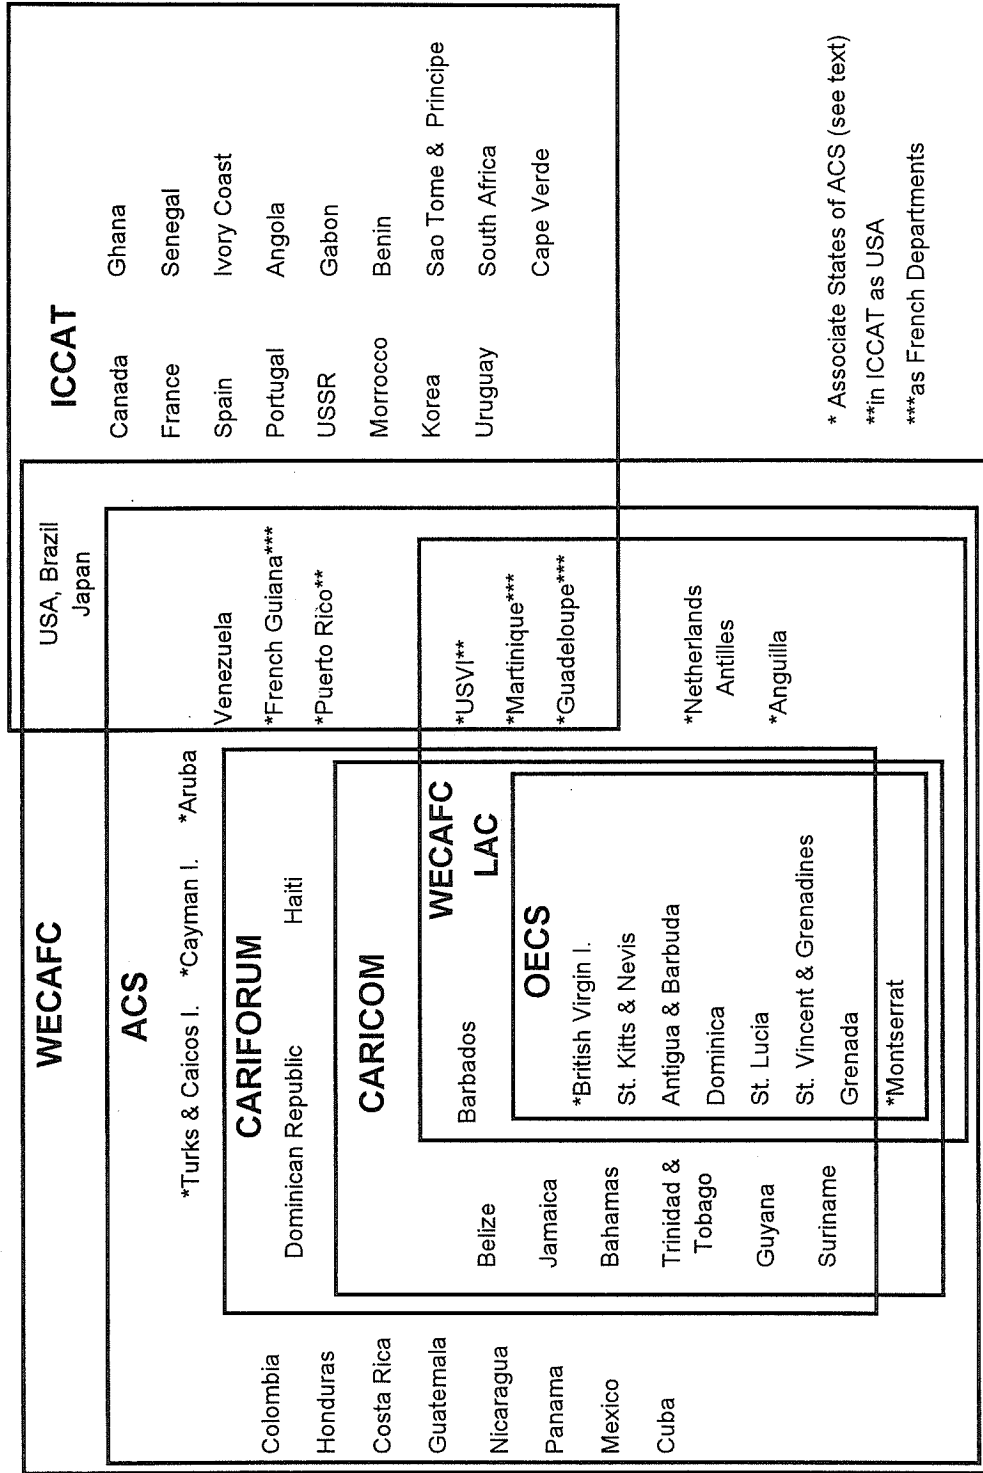 WECAFC
USA, Brazil
Japan
ICCAT
Canada
Ghana
France
Senegal
Spain
Ivory Coast
Portugal
Angola
USSR
Gabon
Morrocco
Benin
Korea
Sao Tome & Principe
Uruguay
South Africa
Cape Verde
ACS
*Turks & Caicos I.
*Cayman I.
*Aruba
Venezuela
*French Guiana***
*Puerto Rico**
Colombia
Honduras
Costa Rica
Guatemala
Nicaragua
Panama
Mexico
Cuba
CARIFORUM
Dominican Republic
Haiti
CARICOM
Belize
Jamaica
Bahamas
Trinidad &
Tobago
Guyana
Suriname
WECAFC
LAC
Barbados
*USVI**
*Martinique***
*Guadeloupe***
*Netherlands
Antilles
*Anguilla
OECS
*British Virgin I.
St. Kitts & Nevis
Antigua & Barbuda
Dominica
St. Lucia
St. Vincent & Grenadines
Grenada
*Montserrat
* Associate States of ACS (see text)
**in ICCAT as USA
***as French Departments